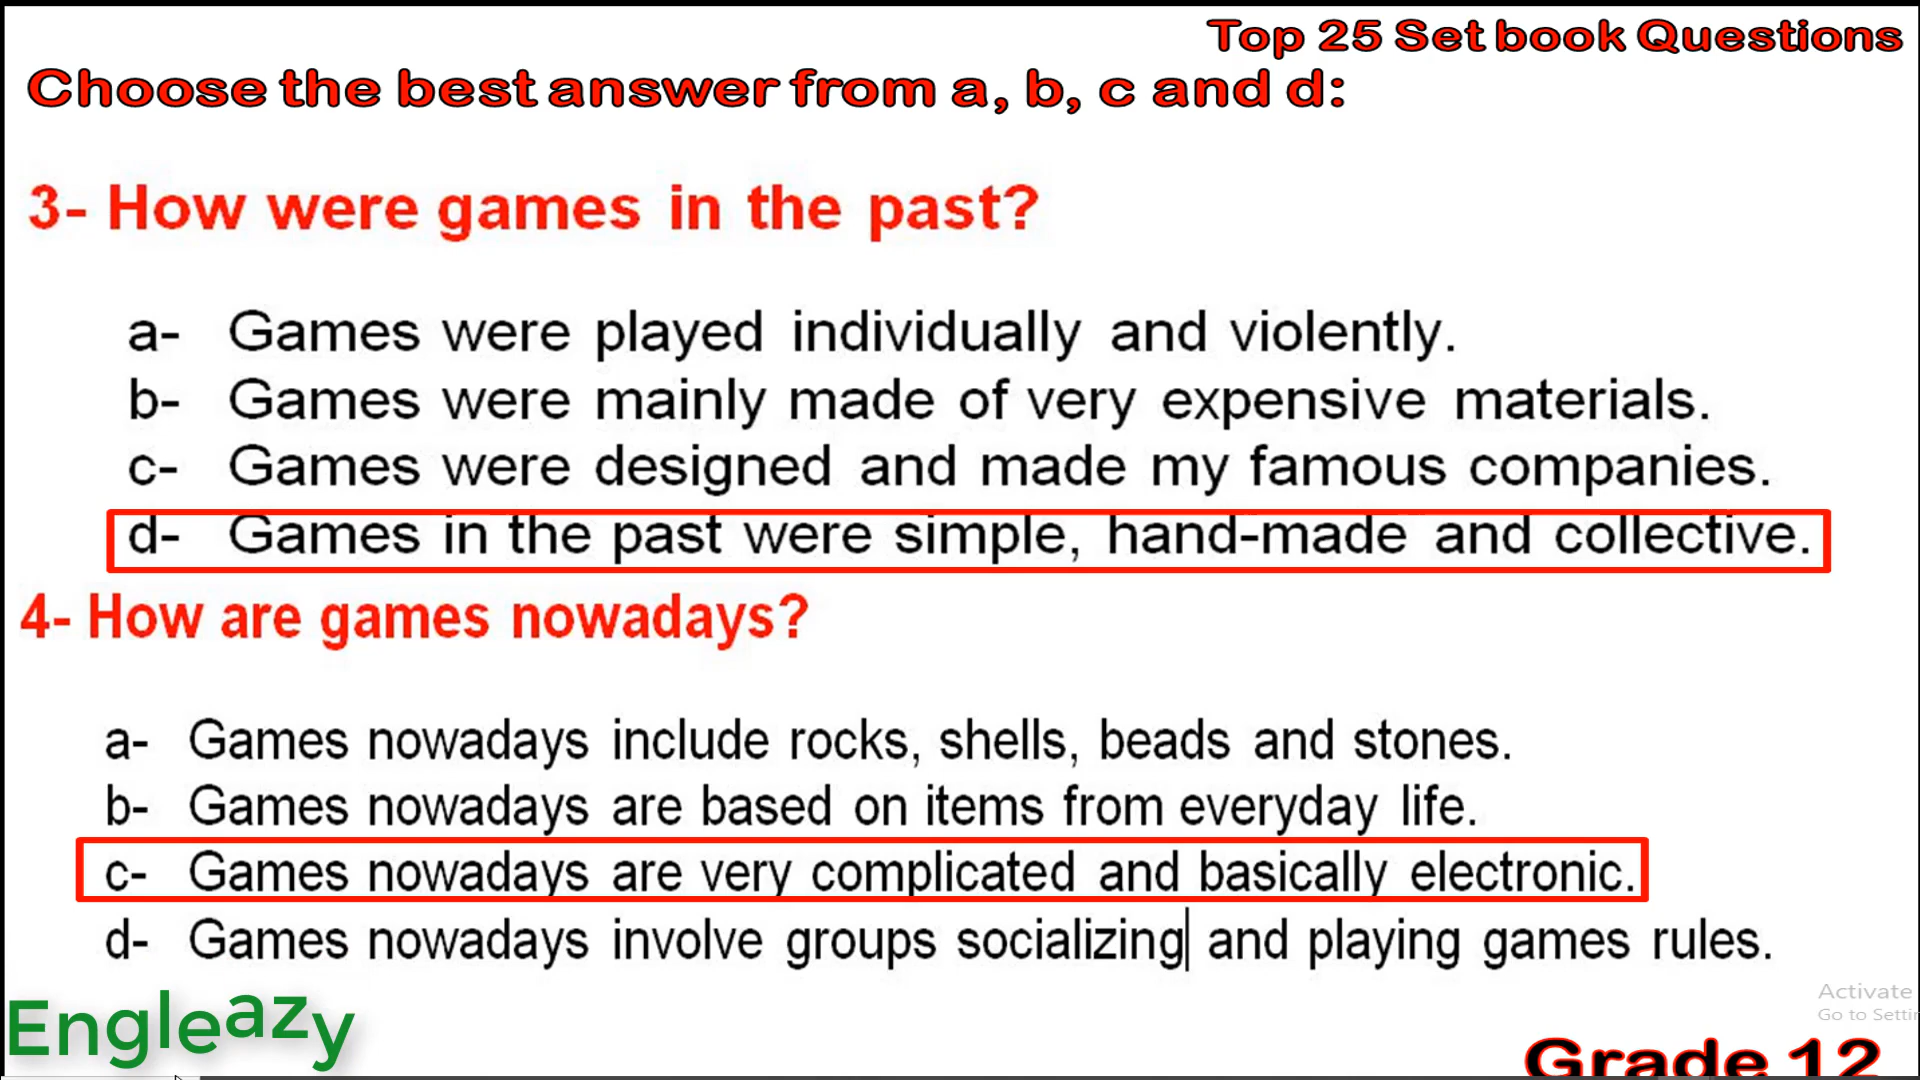 Top 25 Set book Questions
Choose the best answer from a, b, c and d:
3- How were games in the past?
a- Games were played individually and violently.
b- Games were mainly made of very expensive materials.
c- Games were designed and made my famous companies.
d- Games in the past were simple, hand-made and collective.
4- How are games nowadays?
a- Games nowadays include rocks, shells, beads and stones.
b- Games nowadays are based on items from everyday life.
c- Games nowadays are very complicated and basically electronic.
d- Games nowadays involve groups socializing and playing games rules.
Activate
Go to Settin
Engleazy
Grade 12